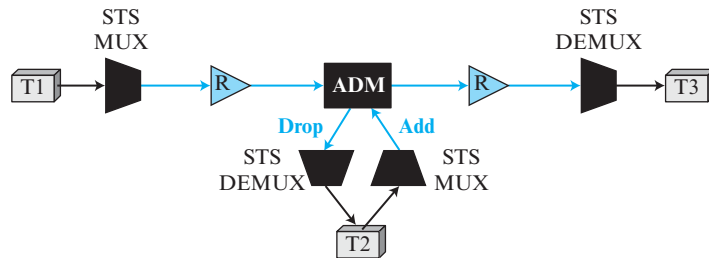 STS
MUX
STS
DEMUX
T1
R
ADM
R
T3
Drop
Add
STS
DEMUX
STS
MUX
T2